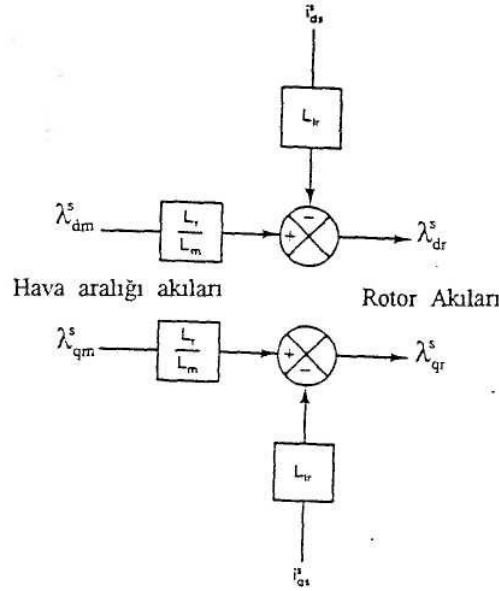 i^s_ds
L_lr
−
λ^s_dm
L_r
L_m
+
λ^s_dr
Hava aralığı akıları
Rotor Akıları
λ^s_qm
L_r
L_m
+
−
λ^s_qr
L_lr
i^s_qs